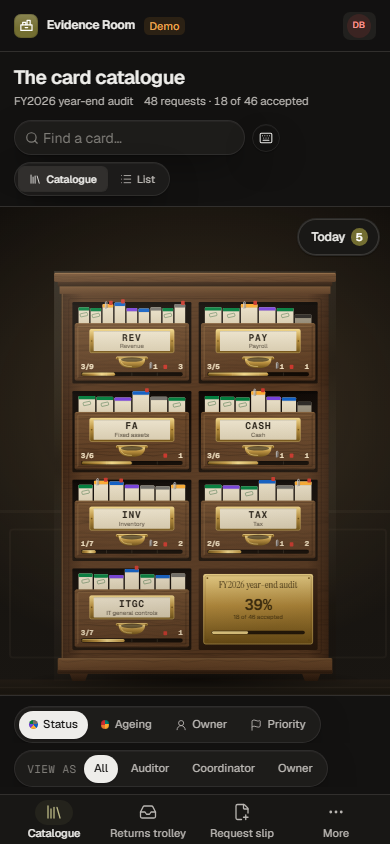 Evidence Room Demo DB
The card catalogue
FY2026 year-end audit 48 requests · 18 of 46 accepted
Find a card...
Catalogue List
Today 5
REV
Revenue
3/9 1 3
PAY
Payroll
3/5 1 1
FA
Fixed assets
3/6 1
CASH
Cash
3/6 1 1
INV
Inventory
1/7 2 2
TAX
Tax
2/6 1 1
ITGC
IT general controls
3/7 1
FY2026 year-end audit
39%
18 of 46 accepted
Status Ageing Owner Priority
VIEW AS All Auditor Coordinator Owner
Catalogue Returns trolley Request slip More